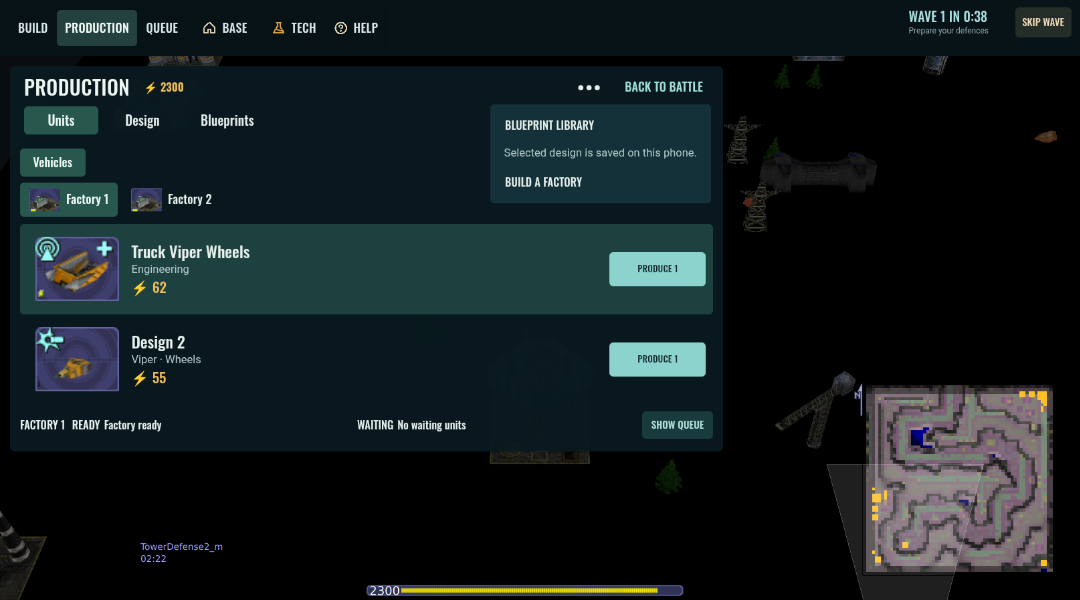 BUILD PRODUCTION QUEUE BASE TECH HELP
WAVE 1 IN 0:38
Prepare your defences
SKIP WAVE
PRODUCTION 2300
BACK TO BATTLE
Units Design Blueprints
BLUEPRINT LIBRARY
Selected design is saved on this phone.
BUILD A FACTORY
Vehicles
Factory 1 Factory 2
Truck Viper Wheels
Engineering
62
PRODUCE 1
Design 2
Viper · Wheels
55
PRODUCE 1
FACTORY 1 READY Factory ready
WAITING No waiting units
SHOW QUEUE
N
TowerDefense2_m
02:22
2300